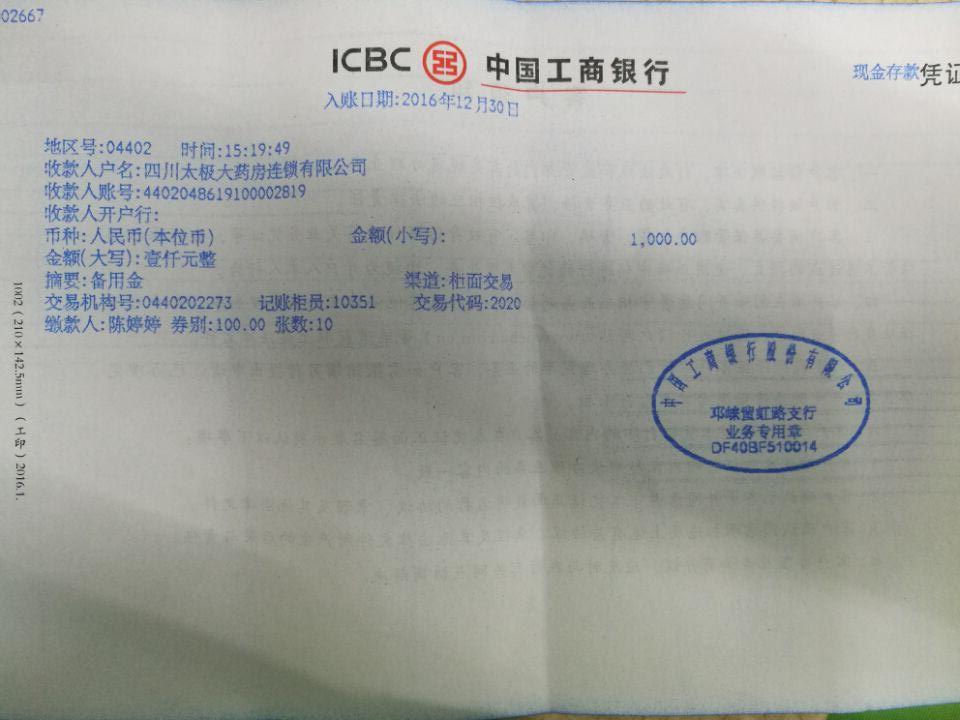 02667
ICBC 中国工商银行
现金存款凭证
入账日期:2016年12月30日
地区号:04402 时间:15:19:49
收款人户名:四川太极大药房连锁有限公司
收款人账号:4402048619100002819
收款人开户行:
币种:人民币(本位币) 金额(小写): 1,000.00
金额(大写):壹仟元整
摘要:备用金 渠道:柜面交易
交易机构号:0440202273 记账柜员:10351 交易代码:2020
缴款人:陈婷婷 券别:100.00 张数:10
中国工商银行股份有限公司
邛崃蜚虹路支行
业务专用章
DF40BF510014
1002(210×142.5mm)(工印)2016.1.